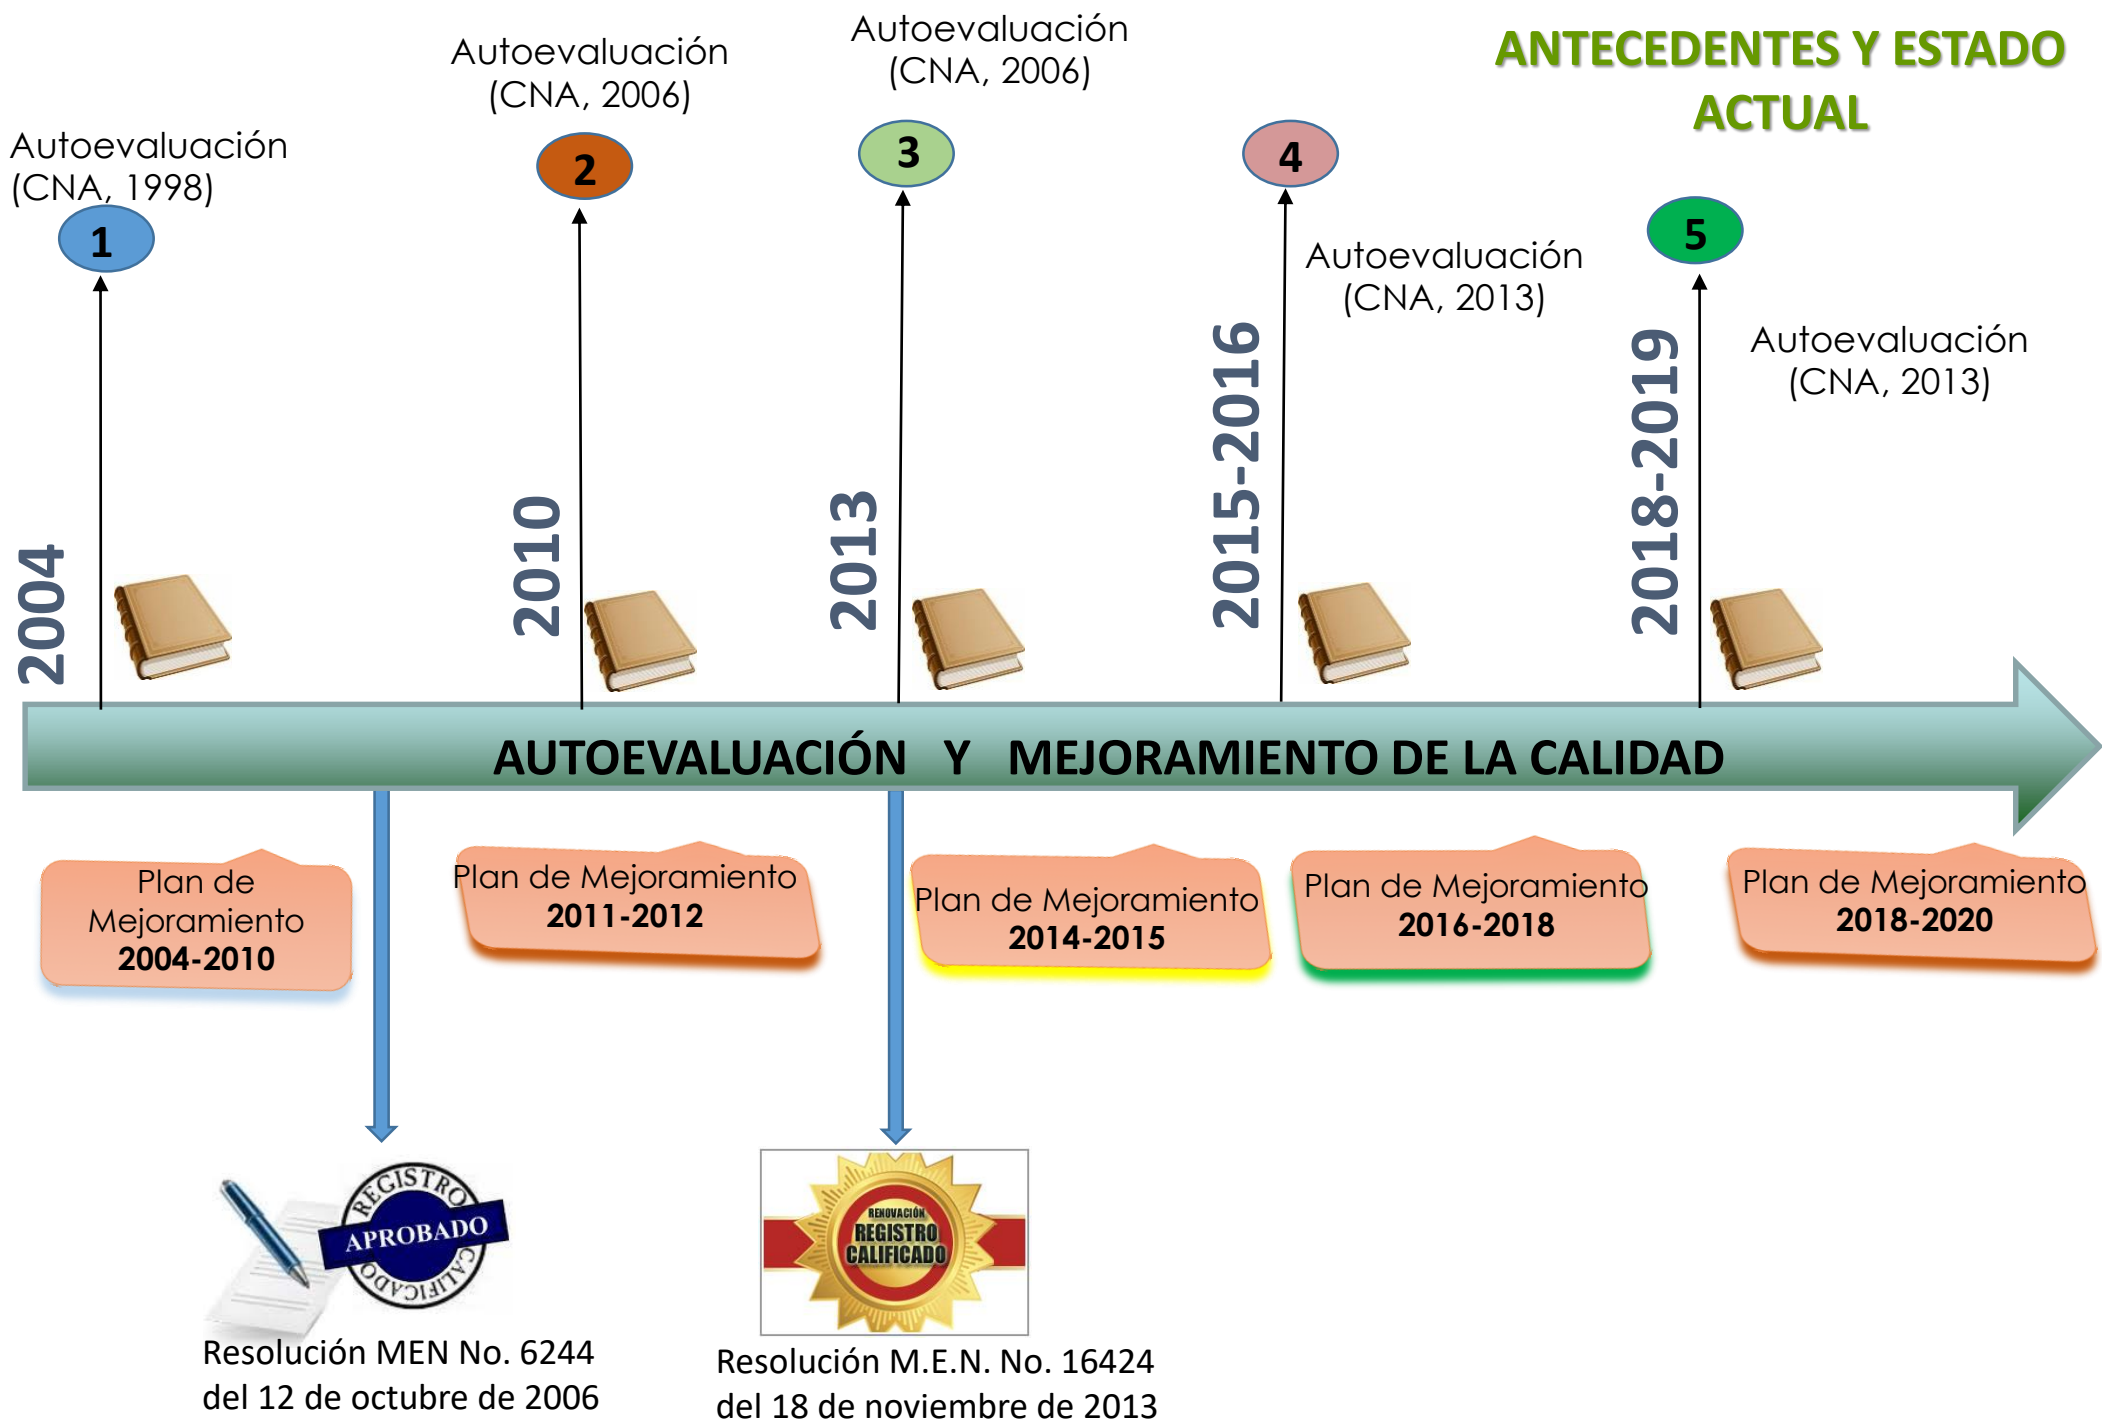 ANTECEDENTES Y ESTADO
ACTUAL
Autoevaluación
(CNA, 1998)
1
2004
Autoevaluación
(CNA, 2006)
2
2010
Autoevaluación
(CNA, 2006)
3
2013
4
Autoevaluación
(CNA, 2013)
2015-2016
5
Autoevaluación
(CNA, 2013)
2018-2019
AUTOEVALUACIÓN Y MEJORAMIENTO DE LA CALIDAD
Plan de
Mejoramiento
2004-2010
Plan de Mejoramiento
2011-2012
Plan de Mejoramiento
2014-2015
Plan de Mejoramiento
2016-2018
Plan de Mejoramiento
2018-2020
REGISTRO
APROBADO
CALIFICADO
Resolución MEN No. 6244
del 12 de octubre de 2006
RENOVACIÓN
REGISTRO
CALIFICADO
Resolución M.E.N. No. 16424
del 18 de noviembre de 2013